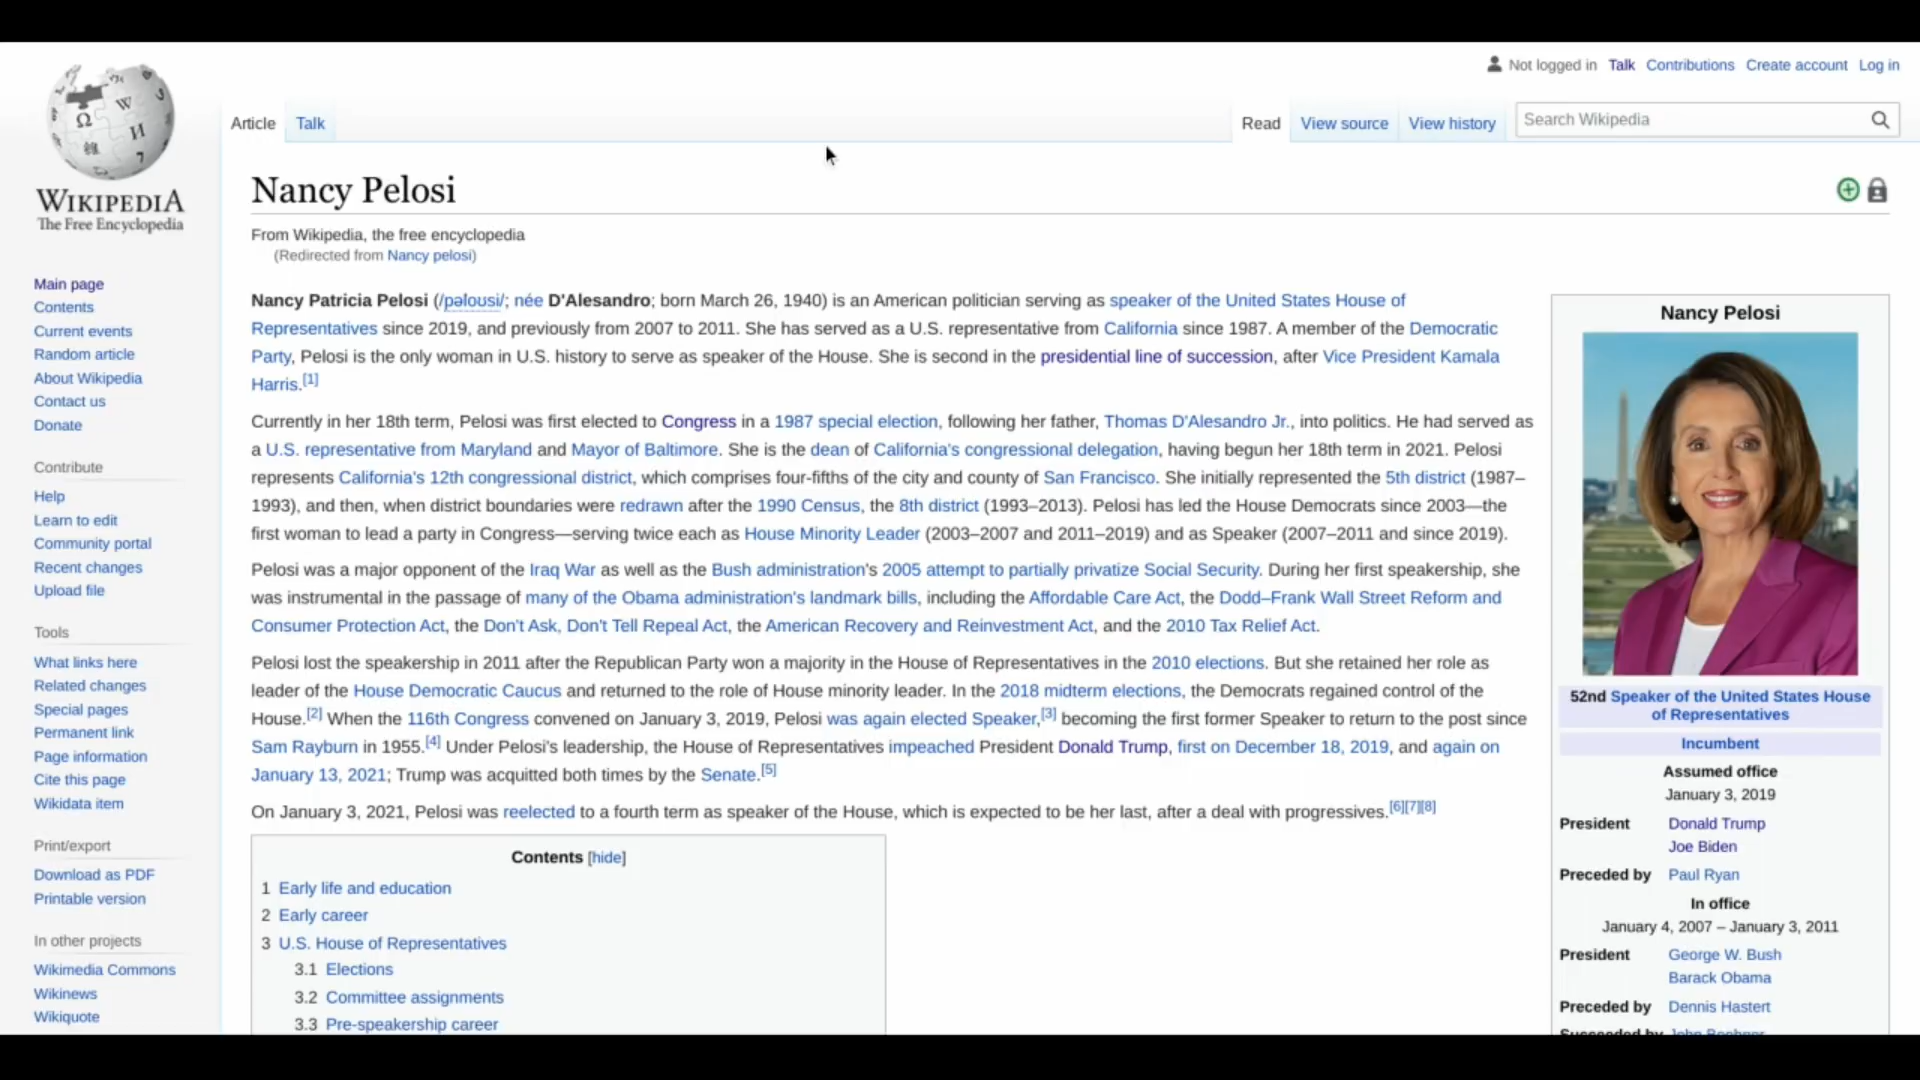 Not logged in Talk Contributions Create account Log in
Article Talk Read View source View history Search Wikipedia
WIKIPEDIA
The Free Encyclopedia
Main page
Contents
Current events
Random article
About Wikipedia
Contact us
Donate
Contribute
Help
Learn to edit
Community portal
Recent changes
Upload file
Tools
What links here
Related changes
Special pages
Permanent link
Page information
Cite this page
Wikidata item
Print/export
Download as PDF
Printable version
In other projects
Wikimedia Commons
Wikinews
Wikiquote
Nancy Pelosi
From Wikipedia, the free encyclopedia
(Redirected from Nancy pelosi)
Nancy Patricia Pelosi (/pəˈloʊsi/; née D'Alesandro; born March 26, 1940) is an American politician serving as speaker of the United States House of
Representatives since 2019, and previously from 2007 to 2011. She has served as a U.S. representative from California since 1987. A member of the Democratic
Party, Pelosi is the only woman in U.S. history to serve as speaker of the House. She is second in the presidential line of succession, after Vice President Kamala
Harris.[1]
Currently in her 18th term, Pelosi was first elected to Congress in a 1987 special election, following her father, Thomas D'Alesandro Jr., into politics. He had served as
a U.S. representative from Maryland and Mayor of Baltimore. She is the dean of California's congressional delegation, having begun her 18th term in 2021. Pelosi
represents California's 12th congressional district, which comprises four-fifths of the city and county of San Francisco. She initially represented the 5th district (1987–
1993), and then, when district boundaries were redrawn after the 1990 Census, the 8th district (1993–2013). Pelosi has led the House Democrats since 2003—the
first woman to lead a party in Congress—serving twice each as House Minority Leader (2003–2007 and 2011–2019) and as Speaker (2007–2011 and since 2019).
Pelosi was a major opponent of the Iraq War as well as the Bush administration's 2005 attempt to partially privatize Social Security. During her first speakership, she
was instrumental in the passage of many of the Obama administration's landmark bills, including the Affordable Care Act, the Dodd–Frank Wall Street Reform and
Consumer Protection Act, the Don't Ask, Don't Tell Repeal Act, the American Recovery and Reinvestment Act, and the 2010 Tax Relief Act.
Pelosi lost the speakership in 2011 after the Republican Party won a majority in the House of Representatives in the 2010 elections. But she retained her role as
leader of the House Democratic Caucus and returned to the role of House minority leader. In the 2018 midterm elections, the Democrats regained control of the
House.[2] When the 116th Congress convened on January 3, 2019, Pelosi was again elected Speaker,[3] becoming the first former Speaker to return to the post since
Sam Rayburn in 1955.[4] Under Pelosi's leadership, the House of Representatives impeached President Donald Trump, first on December 18, 2019, and again on
January 13, 2021; Trump was acquitted both times by the Senate.[5]
On January 3, 2021, Pelosi was reelected to a fourth term as speaker of the House, which is expected to be her last, after a deal with progressives.[6][7][8]
Contents [hide]
1 Early life and education
2 Early career
3 U.S. House of Representatives
3.1 Elections
3.2 Committee assignments
3.3 Pre-speakership career
Nancy Pelosi
52nd Speaker of the United States House
of Representatives
Incumbent
Assumed office
January 3, 2019
President Donald Trump
Joe Biden
Preceded by Paul Ryan
In office
January 4, 2007 – January 3, 2011
President George W. Bush
Barack Obama
Preceded by Dennis Hastert
Succeeded by John Boehner